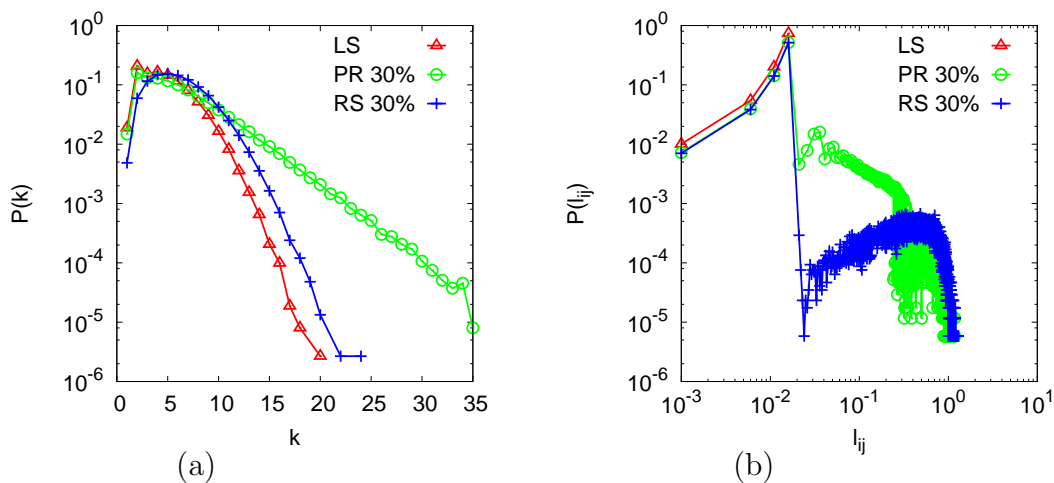 10^0
10^-1
10^-2
10^-3
10^-4
10^-5
10^-6
P(k)
LS
PR 30%
RS 30%
0 5 10 15 20 25 30 35
k
(a)
10^0
10^-1
10^-2
10^-3
10^-4
10^-5
10^-6
P(l_ij)
LS
PR 30%
RS 30%
10^-3 10^-2 10^-1 10^0 10^1
l_ij
(b)